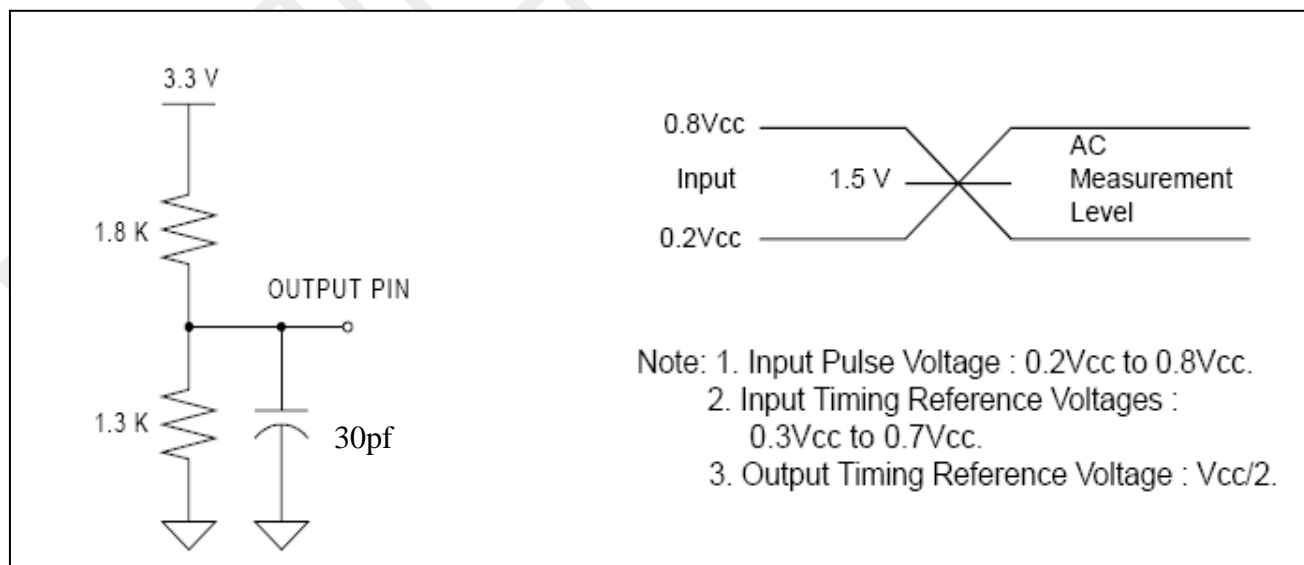 3.3 V
1.8 K
OUTPUT PIN
1.3 K
30pf
0.8Vcc
Input
1.5 V
0.2Vcc
AC
Measurement
Level
Note: 1. Input Pulse Voltage : 0.2Vcc to 0.8Vcc.
2. Input Timing Reference Voltages :
0.3Vcc to 0.7Vcc.
3. Output Timing Reference Voltage : Vcc/2.